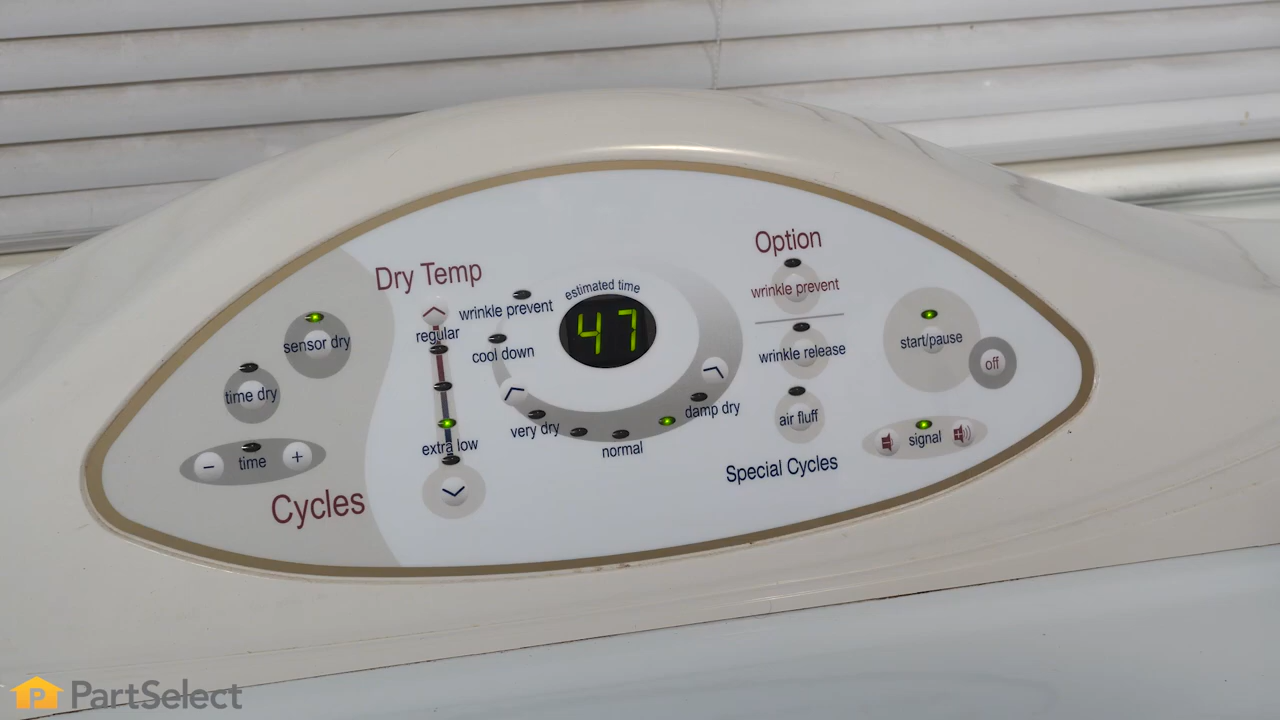 Dry Temp
regular
extra low
sensor dry
time dry
− time +
Cycles
wrinkle prevent
cool down
estimated time
47
very dry
normal
damp dry
Option
wrinkle prevent
wrinkle release
air fluff
Special Cycles
start/pause
off
signal
P PartSelect